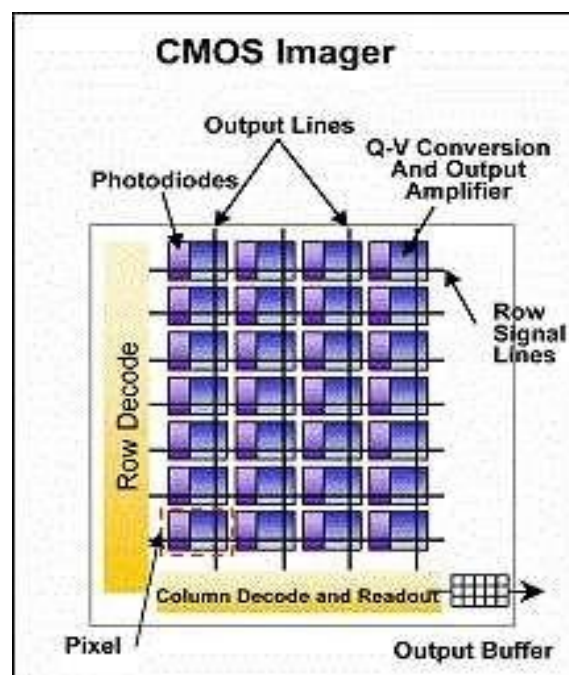 CMOS Imager
Output Lines
Q-V Conversion
And Output
Amplifier
Photodiodes
Row
Signal
Lines
Row Decode
Column Decode and Readout
Pixel
Output Buffer